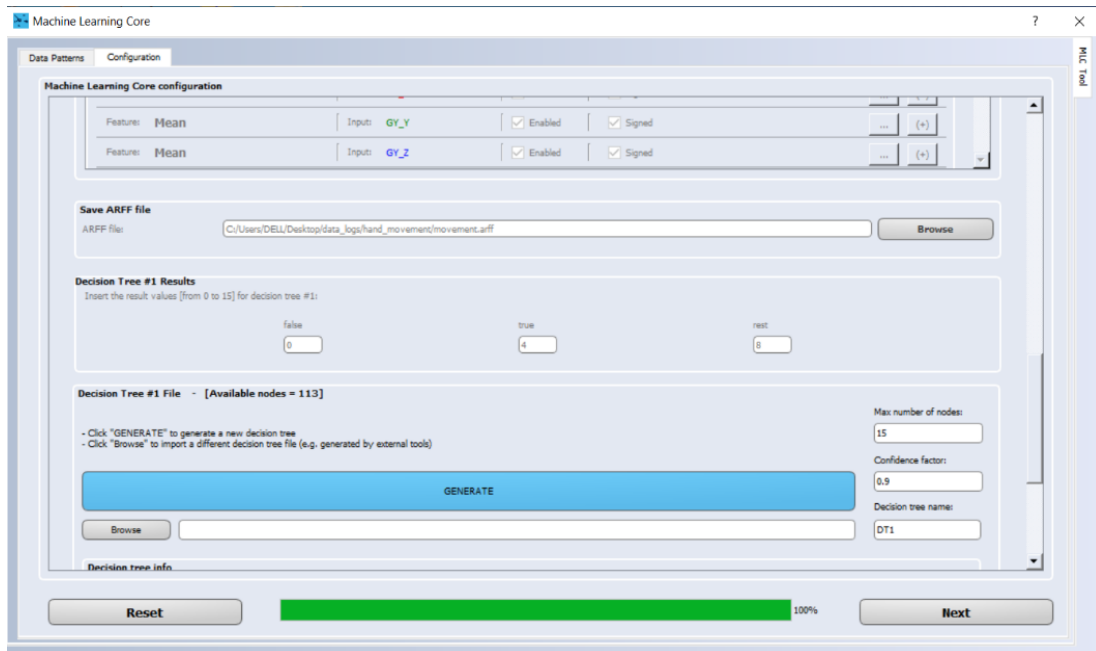 Machine Learning Core
? ×
MLC Tool
Data Patterns Configuration
Machine Learning Core configuration
Feature: Mean Input: GY_Y Enabled Signed ... (+)
Feature: Mean Input: GY_Z Enabled Signed ... (+)
Save ARFF file
ARFF file: C:/Users/DELL/Desktop/data_logs/hand_movement/movement.arff Browse
Decision Tree #1 Results
Insert the result values [from 0 to 15] for decision tree #1:
false true rest
0 4 8
Decision Tree #1 File - [Available nodes = 113]
Max number of nodes:
- Click "GENERATE" to generate a new decision tree
15
- Click "Browse" to import a different decision tree file (e.g. generated by external tools)
Confidence factor:
GENERATE
0.9
Decision tree name:
Browse
DT1
Decision tree info
Reset 100% Next